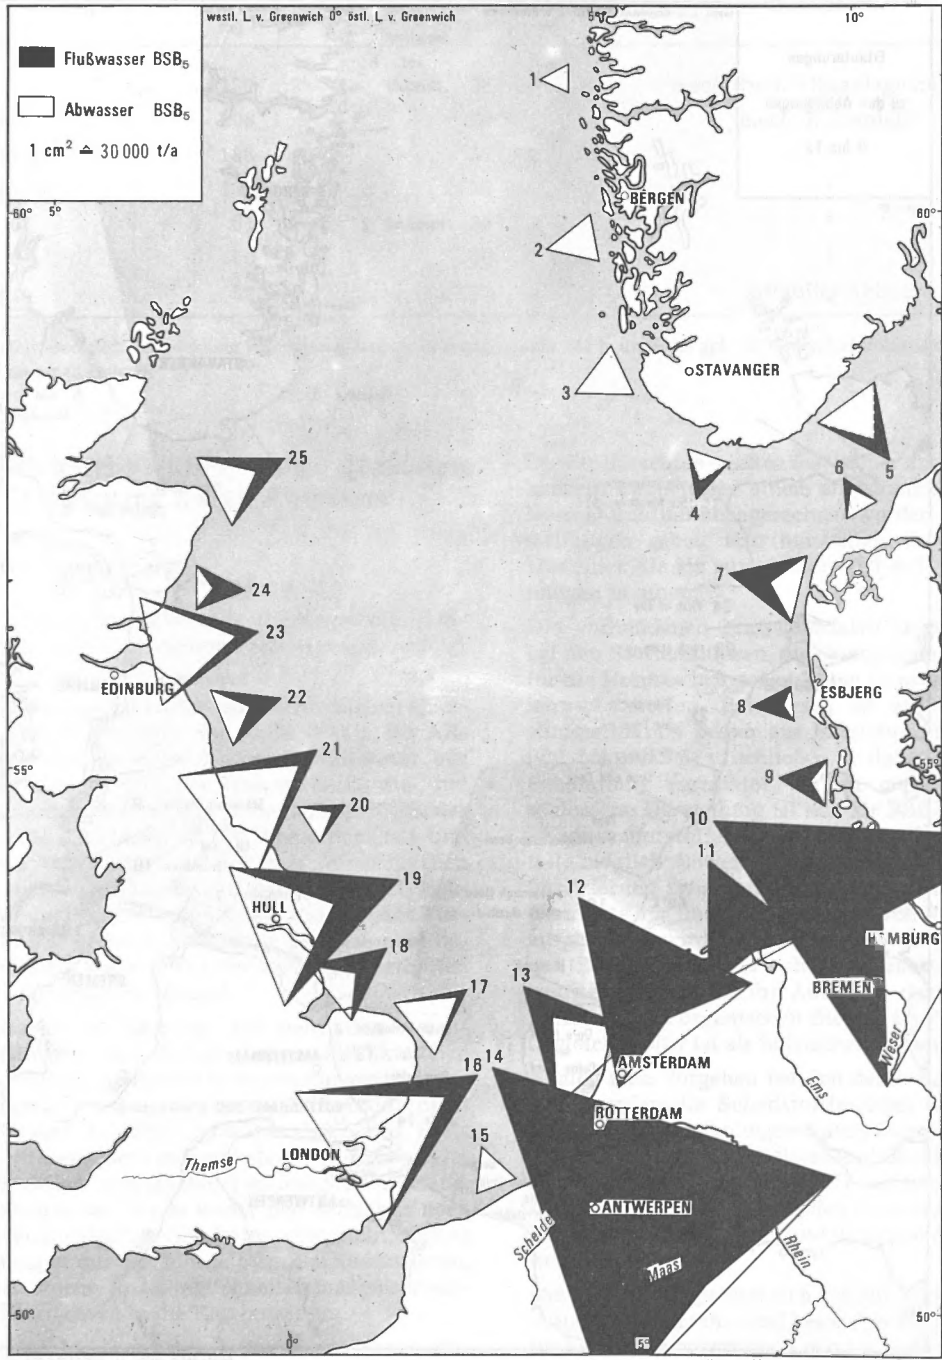 westl. L. v. Greenwich 0° östl. L. v. Greenwich
5°
10°
Flußwasser BSB₅
Abwasser BSB₅
1 cm² ≙ 30 000 t/a
60°
5°
60°
1
BERGEN
2
STAVANGER
3
25
4
6
5
24
7
23
EDINBURG
22
8
ESBJERG
21
9
55°
55°
20
10
11
19
12
HULL
18
HAMBURG
13
BREMEN
17
14
16
AMSTERDAM
Weser
Ems
ROTTERDAM
15
Themse
LONDON
ANTWERPEN
Schelde
Maas
Rhein
50°
50°
0°
5°